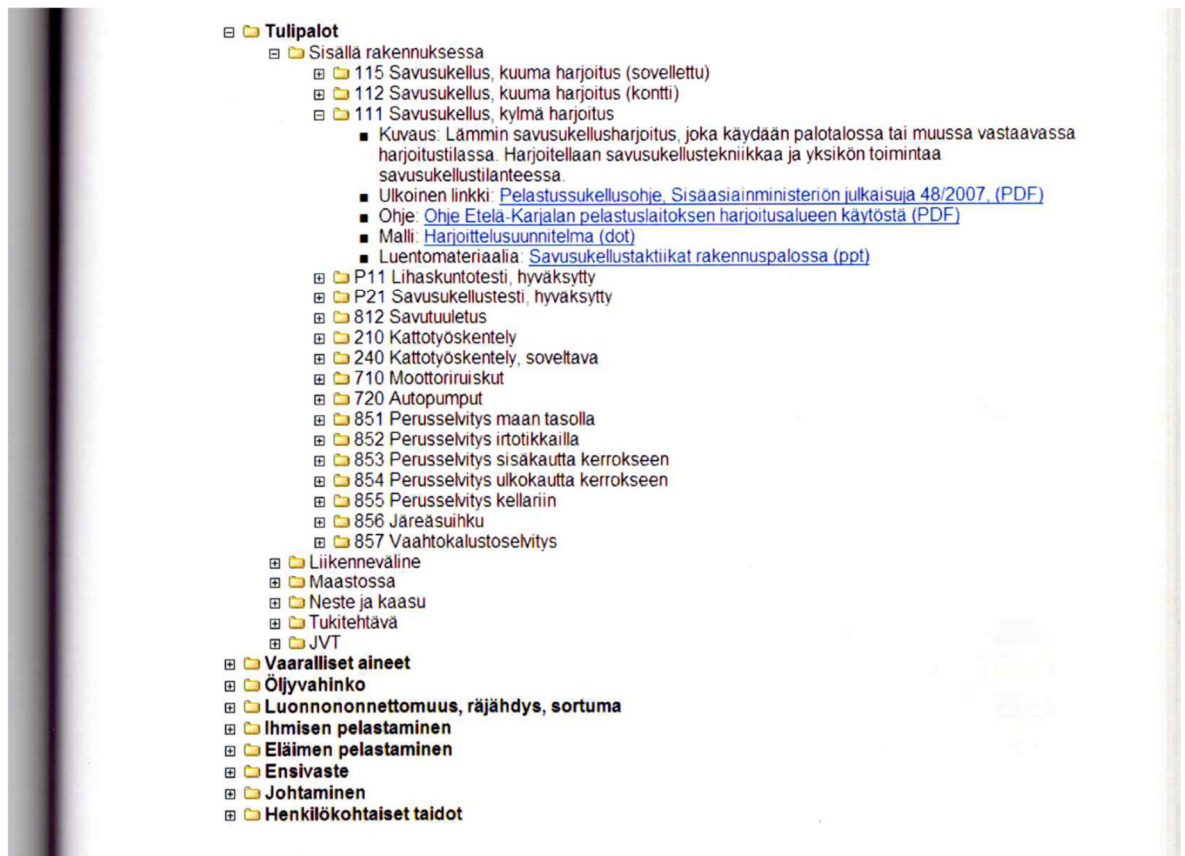 Tulipalot
Sisällä rakennuksessa
115 Savusukellus, kuuma harjoitus (sovellettu)
112 Savusukellus, kuuma harjoitus (kontti)
111 Savusukellus, kylmä harjoitus
Kuvaus: Lämmin savusukellusharjoitus, joka käydään palotalossa tai muussa vastaavassa
harjoitustilassa. Harjoitellaan savusukellustekniikkaa ja yksikön toimintaa
savusukellustilanteessa.
Ulkoinen linkki: Pelastussukellusohje, Sisäasiainministeriön julkaisuja 48/2007, (PDF)
Ohje: Ohje Etelä-Karjalan pelastuslaitoksen harjoitusalueen käytöstä (PDF)
Malli: Harjoittelusuunnitelma (dot)
Luentomateriaalia: Savusukellustaktiikat rakennuspalossa (ppt)
P11 Lihaskuntotesti, hyväksytty
P21 Savusukellustesti, hyväksytty
812 Savutuuletus
210 Kattotyöskentely
240 Kattotyöskentely, soveltava
710 Moottoriruiskut
720 Autopumput
851 Perusselvitys maan tasolla
852 Perusselvitys irtotikkailla
853 Perusselvitys sisäkautta kerrokseen
854 Perusselvitys ulkokautta kerrokseen
855 Perusselvitys kellariin
856 Järeäsuihku
857 Vaahtokalustoselvitys
Liikenneväline
Maastossa
Neste ja kaasu
Tukitehtävä
JVT
Vaaralliset aineet
Öljyvahinko
Luonnononnettomuus, räjähdys, sortuma
Ihmisen pelastaminen
Eläimen pelastaminen
Ensivaste
Johtaminen
Henkilökohtaiset taidot